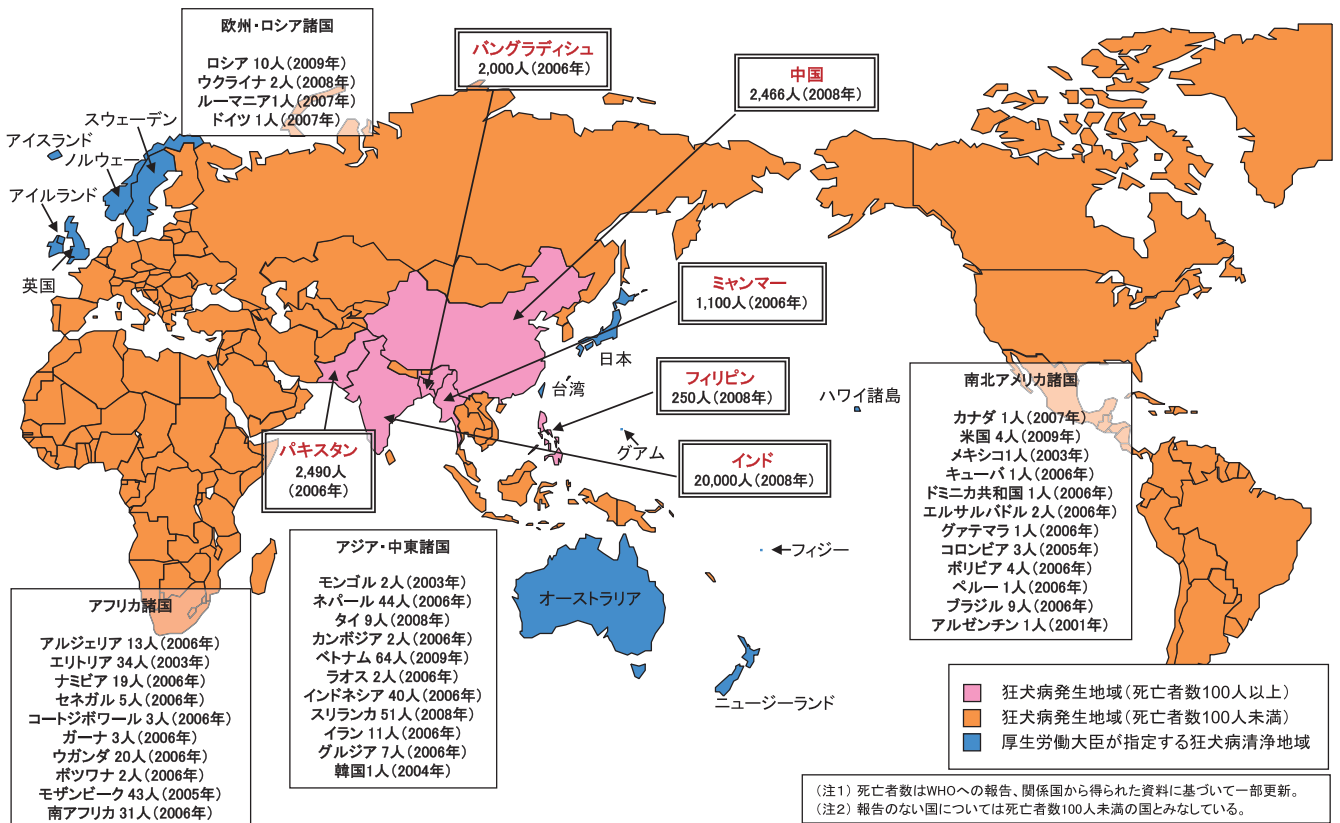 欧州・ロシア諸国
ロシア 10人(2009年)
ウクライナ 2人(2008年)
ルーマニア1人(2007年)
ドイツ 1人(2007年)
バングラディシュ
2,000人(2006年)
中国
2,466人(2008年)
スウェーデン
アイスランド
ノルウェー
アイルランド
英国
ミャンマー
1,100人(2006年)
日本
台湾
フィリピン
250人(2008年)
グアム
ハワイ諸島
インド
20,000人(2008年)
パキスタン
2,490人
(2006年)
フィジー
オーストラリア
ニュージーランド
南北アメリカ諸国
カナダ 1人(2007年)
米国 4人(2009年)
メキシコ1人(2003年)
キューバ 1人(2006年)
ドミニカ共和国 1人(2006年)
エルサルバドル 2人(2006年)
グァテマラ 1人(2006年)
コロンビア 3人(2005年)
ボリビア 4人(2006年)
ペルー 1人(2006年)
ブラジル 9人(2006年)
アルゼンチン 1人(2001年)
アジア・中東諸国
モンゴル 2人(2003年)
ネパール 44人(2006年)
タイ 9人(2008年)
カンボジア 2人(2006年)
ベトナム 64人(2009年)
ラオス 2人(2006年)
インドネシア 40人(2006年)
スリランカ 51人(2008年)
イラン 11人(2006年)
グルジア 7人(2006年)
韓国1人(2004年)
アフリカ諸国
アルジェリア 13人(2006年)
エリトリア 34人(2003年)
ナミビア 19人(2006年)
セネガル 5人(2006年)
コートジボワール 3人(2006年)
ガーナ 3人(2006年)
ウガンダ 20人(2006年)
ボツワナ 2人(2006年)
モザンビーク 43人(2005年)
南アフリカ 31人(2006年)
狂犬病発生地域(死亡者数100人以上)
狂犬病発生地域(死亡者数100人未満)
厚生労働大臣が指定する狂犬病清浄地域
(注1) 死亡者数はWHOへの報告、関係国から得られた資料に基づいて一部更新。
(注2) 報告のない国については死亡者数100人未満の国とみなしている。